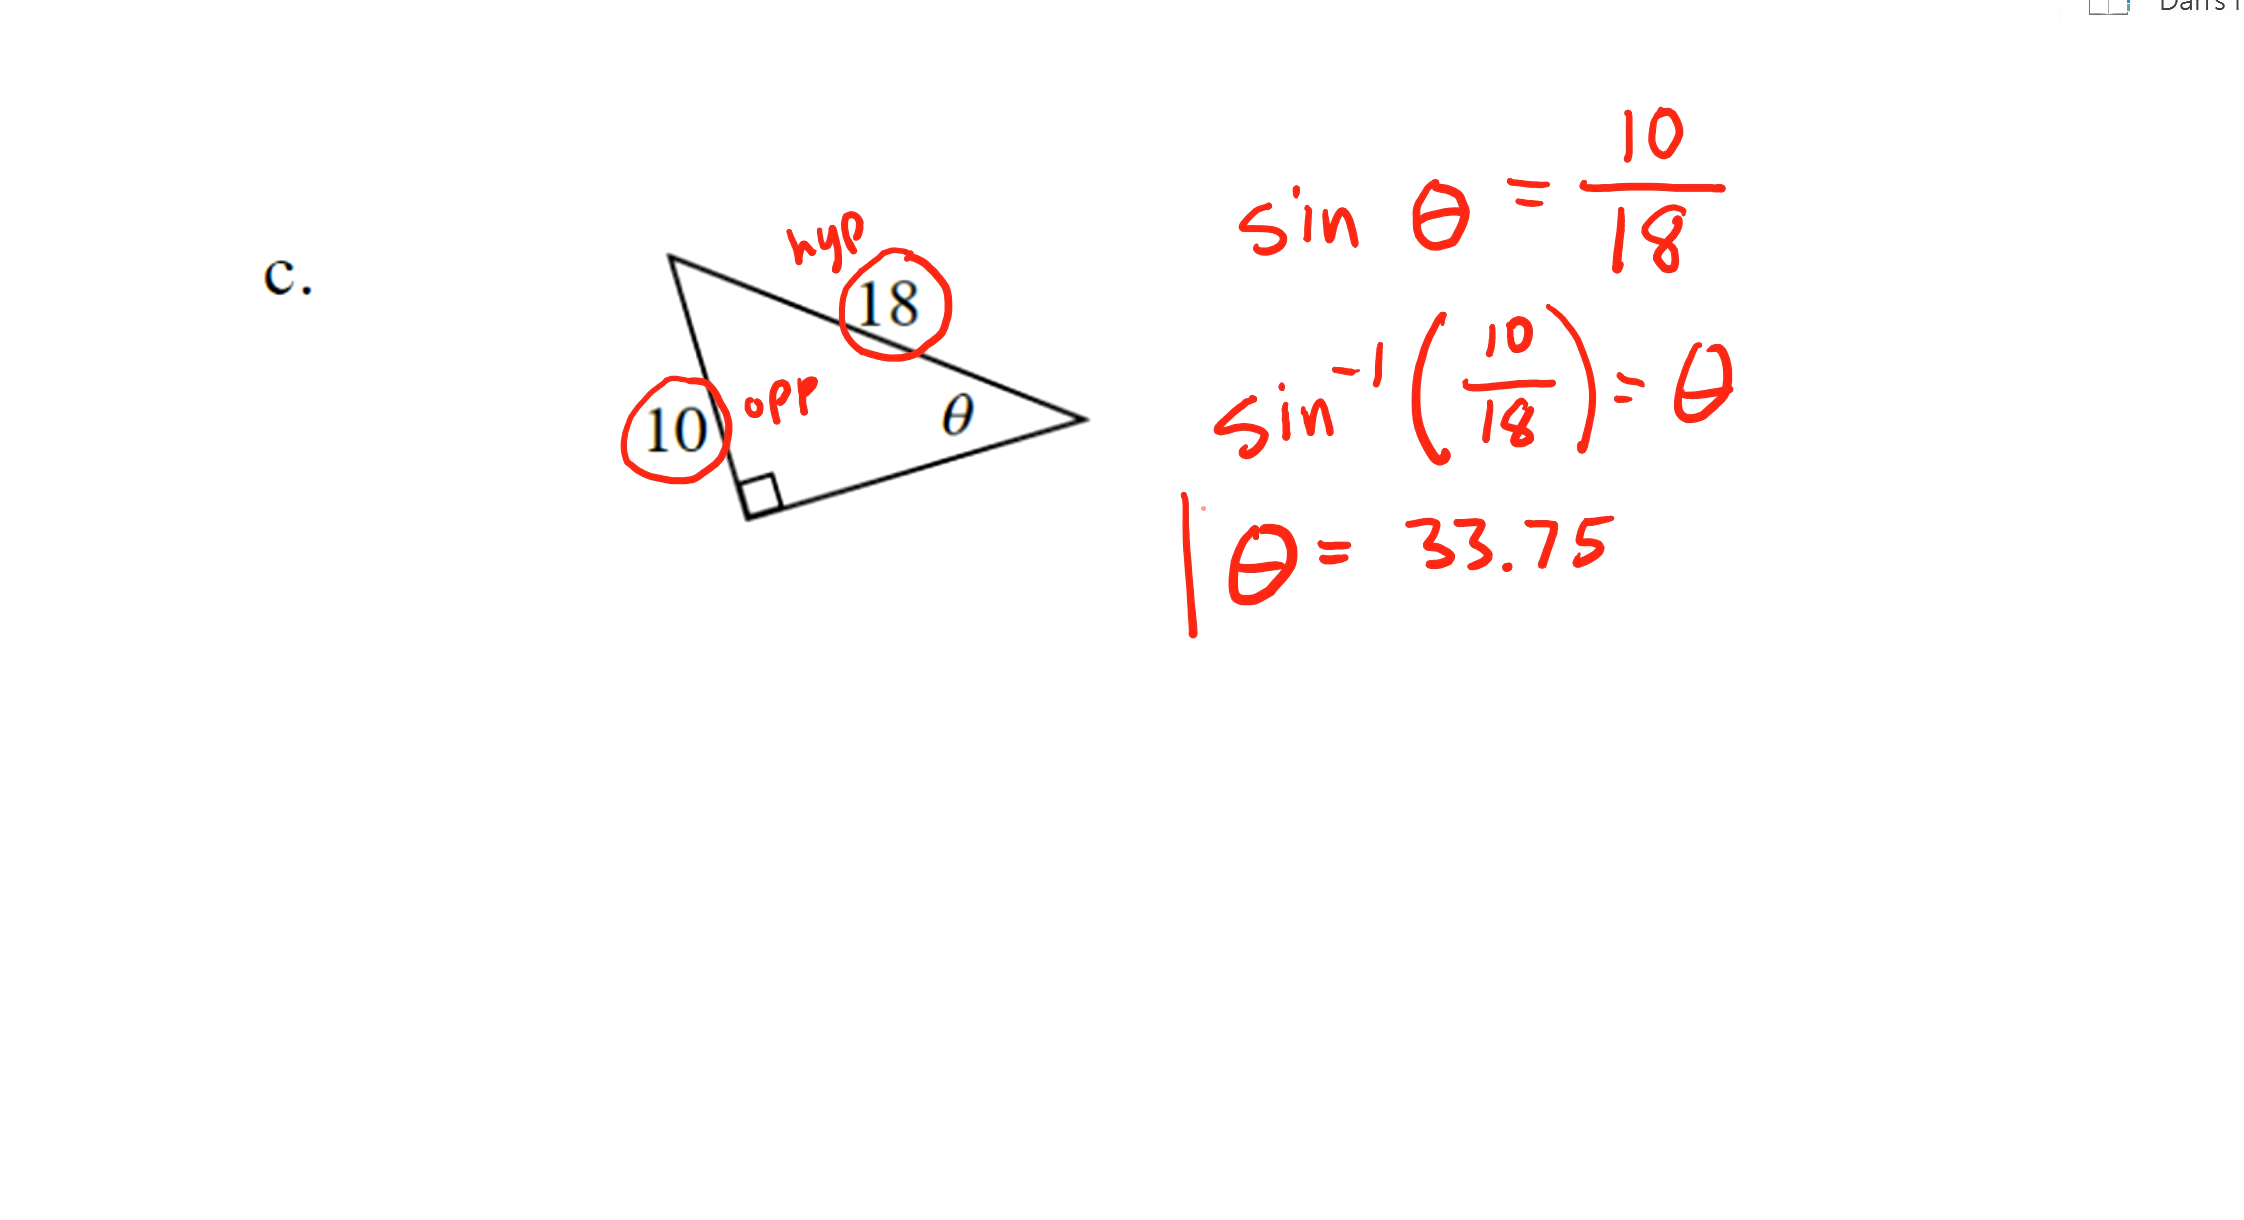 c.
hyp
18
10
opp
θ
sin θ = 10/18
sin⁻¹(10/18) = θ
θ = 33.75